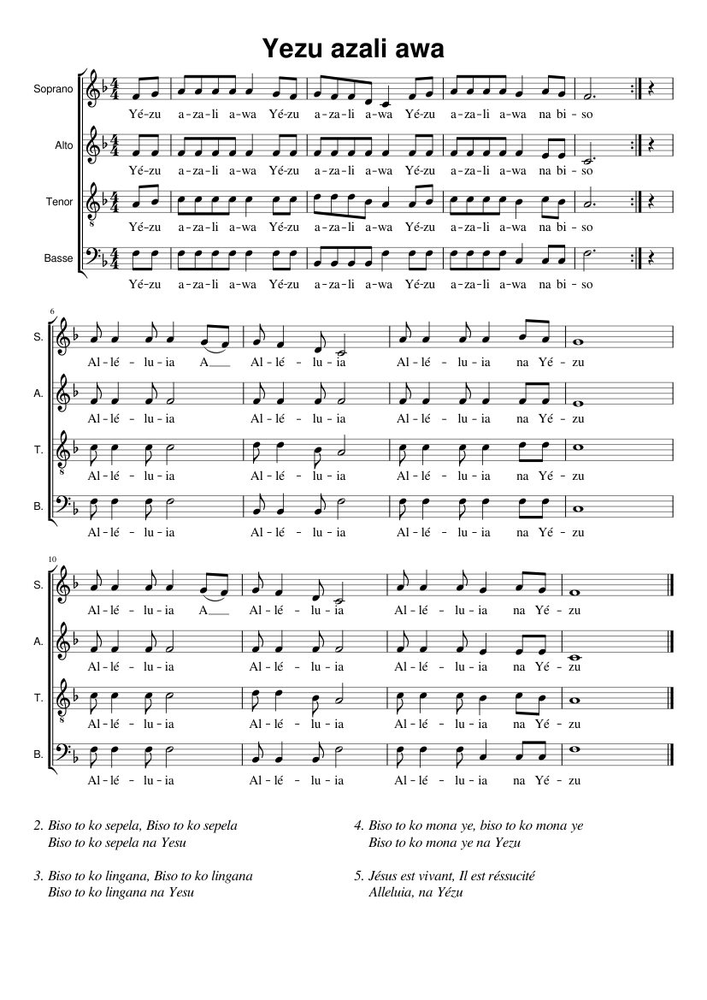 Yezu azali awa
Soprano
Yé-zu a-za-li a-wa Yé-zu a-za-li a-wa Yé-zu a-za-li a-wa na bi-so
Alto
Yé-zu a-za-li a-wa Yé-zu a-za-li a-wa Yé-zu a-za-li a-wa na bi-so
Tenor
Yé-zu a-za-li a-wa Yé-zu a-za-li a-wa Yé-zu a-za-li a-wa na bi-so
Basse
Yé-zu a-za-li a-wa Yé-zu a-za-li a-wa Yé-zu a-za-li a-wa na bi-so
6
S.
Al-lé-lu-ia A__ Al-lé-lu-ia Al-lé-lu-ia na Yé-zu
A.
Al-lé-lu-ia Al-lé-lu-ia Al-lé-lu-ia na Yé-zu
T.
Al-lé-lu-ia Al-lé-lu-ia Al-lé-lu-ia na Yé-zu
B.
Al-lé-lu-ia Al-lé-lu-ia Al-lé-lu-ia na Yé-zu
10
S.
Al-lé-lu-ia A__ Al-lé-lu-ia Al-lé-lu-ia na Yé-zu
A.
Al-lé-lu-ia Al-lé-lu-ia Al-lé-lu-ia na Yé-zu
T.
Al-lé-lu-ia Al-lé-lu-ia Al-lé-lu-ia na Yé-zu
B.
Al-lé-lu-ia Al-lé-lu-ia Al-lé-lu-ia na Yé-zu
2. Biso to ko sepela, Biso to ko sepela
Biso to ko sepela na Yesu
3. Biso to ko lingana, Biso to ko lingana
Biso to ko lingana na Yesu
4. Biso to ko mona ye, biso to ko mona ye
Biso to ko mona ye na Yezu
5. Jésus est vivant, Il est réssucité
Alleluia, na Yézu